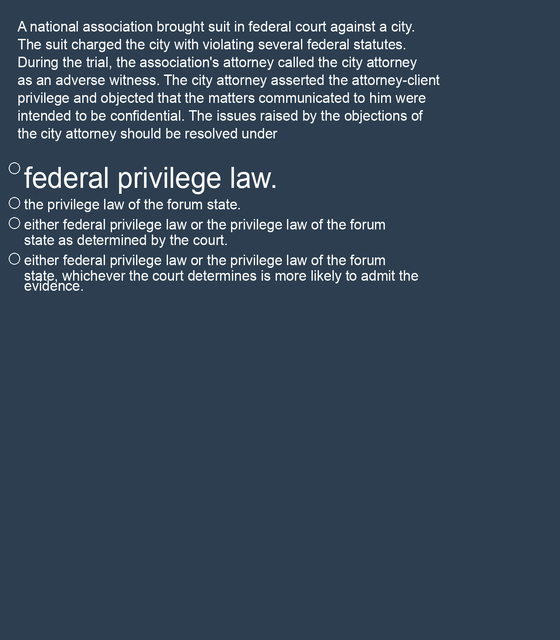 A national association brought suit in federal court against a city.
The suit charged the city with violating several federal statutes.
During the trial, the association's attorney called the city attorney
as an adverse witness. The city attorney asserted the attorney-client
privilege and objected that the matters communicated to him were
intended to be confidential. The issues raised by the objections of
the city attorney should be resolved under
federal privilege law.
the privilege law of the forum state.
either federal privilege law or the privilege law of the forum
state as determined by the court.
either federal privilege law or the privilege law of the forum
state, whichever the court determines is more likely to admit the
evidence.